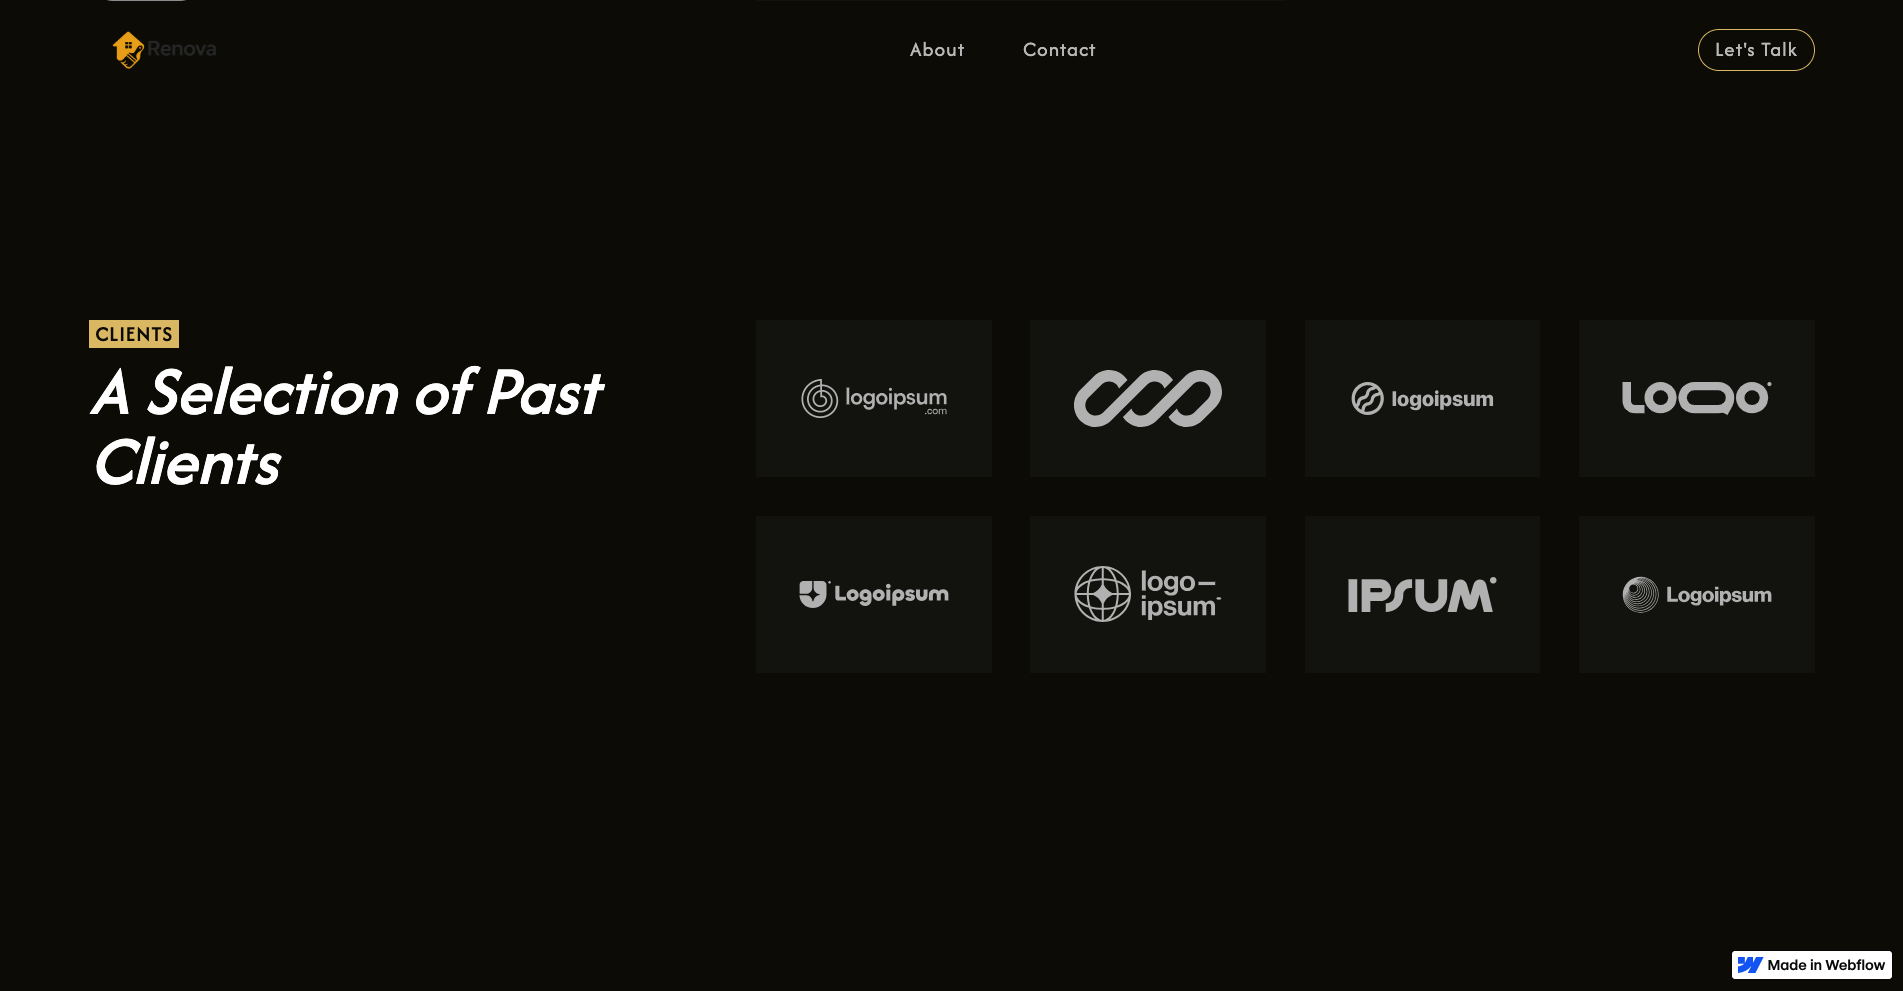 Renova
About
Contact
Let's Talk
CLIENTS
A Selection of Past
Clients
logoipsum
.com
logoipsum
LOQO
Logoipsum
logo—
ipsum
IPSUM
Logoipsum
Made in Webflow